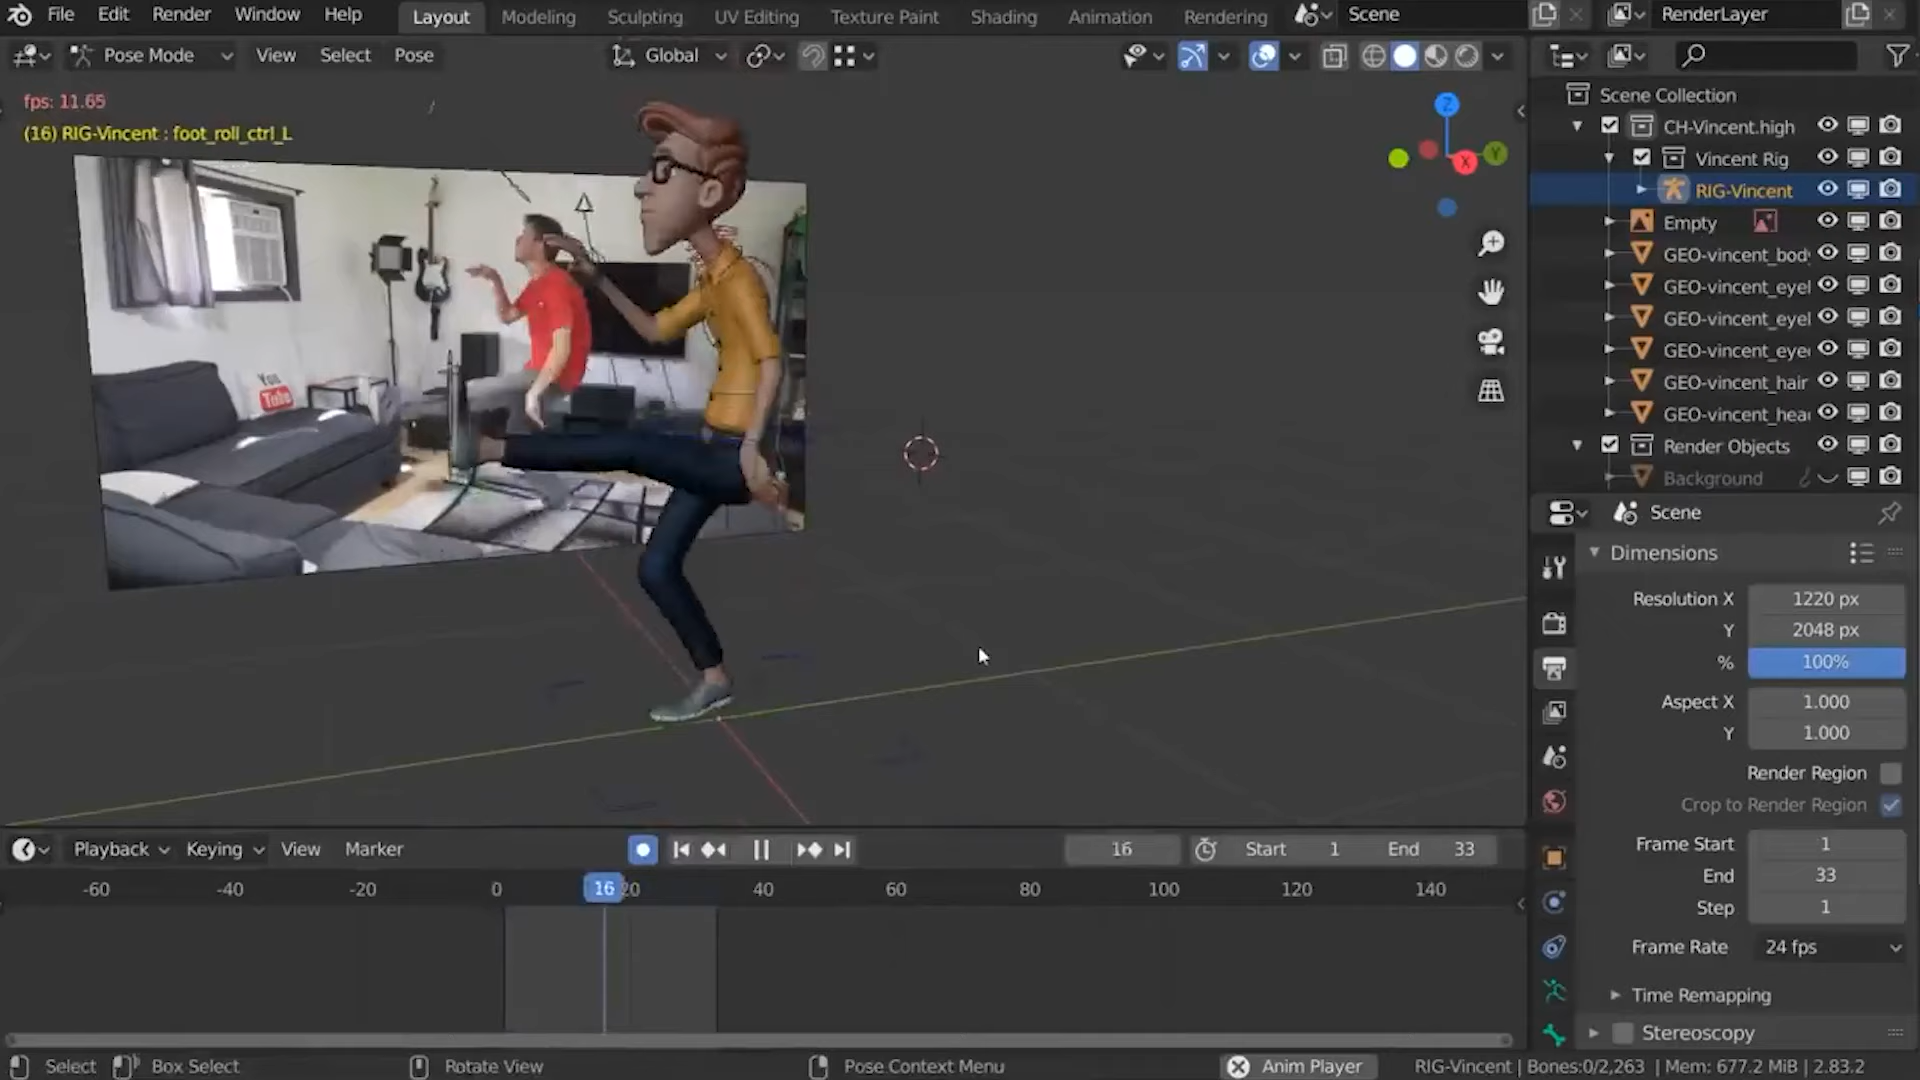 File Edit Render Window Help Layout Modeling Sculpting UV Editing Texture Paint Shading Animation Rendering Scene RenderLayer
Pose Mode View Select Pose Global
fps: 11.65
(16) RIG-Vincent : foot_roll_ctrl_L
Z
Y
X
You
Tube
Scene Collection
CH-Vincent.high
Vincent Rig
RIG-Vincent
Empty
GEO-vincent_body
GEO-vincent_eyel
GEO-vincent_eyel
GEO-vincent_eye
GEO-vincent_hair
GEO-vincent_hea
Render Objects
Background
Scene
Dimensions
Resolution X 1220 px
Y 2048 px
% 100%
Aspect X 1.000
Y 1.000
Render Region
Crop to Render Region
Frame Start 1
End 33
Step 1
Frame Rate 24 fps
Time Remapping
Stereoscopy
Playback Keying View Marker 16 Start 1 End 33
-60 -40 -20 0 16 20 40 60 80 100 120 140
Select Box Select Rotate View Pose Context Menu Anim Player RIG-Vincent | Bones:0/2,263 | Mem: 677.2 MiB | 2.83.2